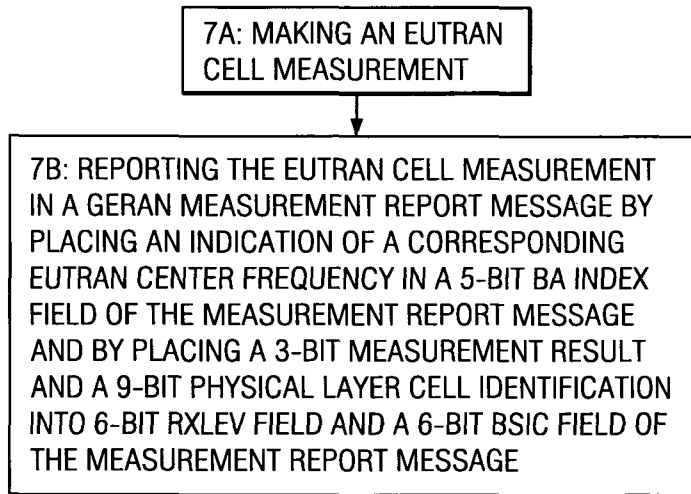 7A: MAKING AN EUTRAN
CELL MEASUREMENT
7B: REPORTING THE EUTRAN CELL MEASUREMENT
IN A GERAN MEASUREMENT REPORT MESSAGE BY
PLACING AN INDICATION OF A CORRESPONDING
EUTRAN CENTER FREQUENCY IN A 5-BIT BA INDEX
FIELD OF THE MEASUREMENT REPORT MESSAGE
AND BY PLACING A 3-BIT MEASUREMENT RESULT
AND A 9-BIT PHYSICAL LAYER CELL IDENTIFICATION
INTO 6-BIT RXLEV FIELD AND A 6-BIT BSIC FIELD OF
THE MEASUREMENT REPORT MESSAGE